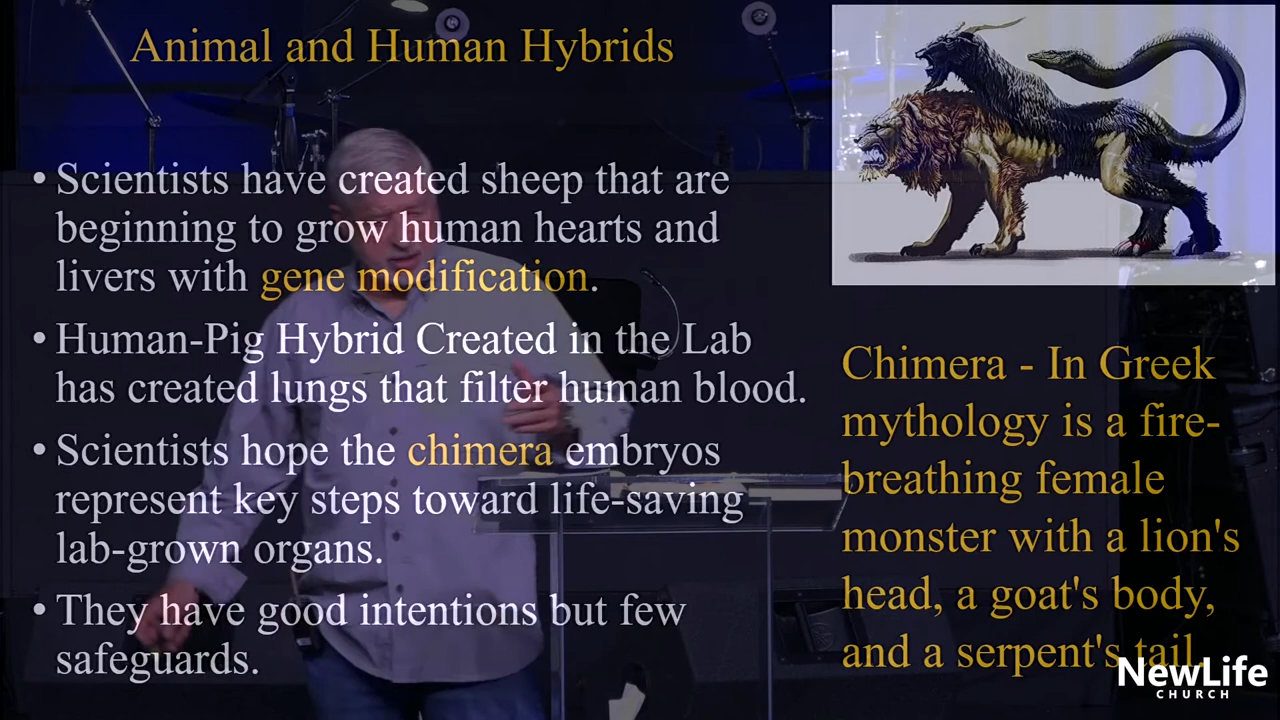 Animal and Human Hybrids
• Scientists have created sheep that are
beginning to grow human hearts and
livers with gene modification.
• Human-Pig Hybrid Created in the Lab
has created lungs that filter human blood.
• Scientists hope the chimera embryos
represent key steps toward life-saving
lab-grown organs.
• They have good intentions but few
safeguards.
Chimera - In Greek
mythology is a fire-
breathing female
monster with a lion's
head, a goat's body,
and a serpent's tail.
NewLife
CHURCH